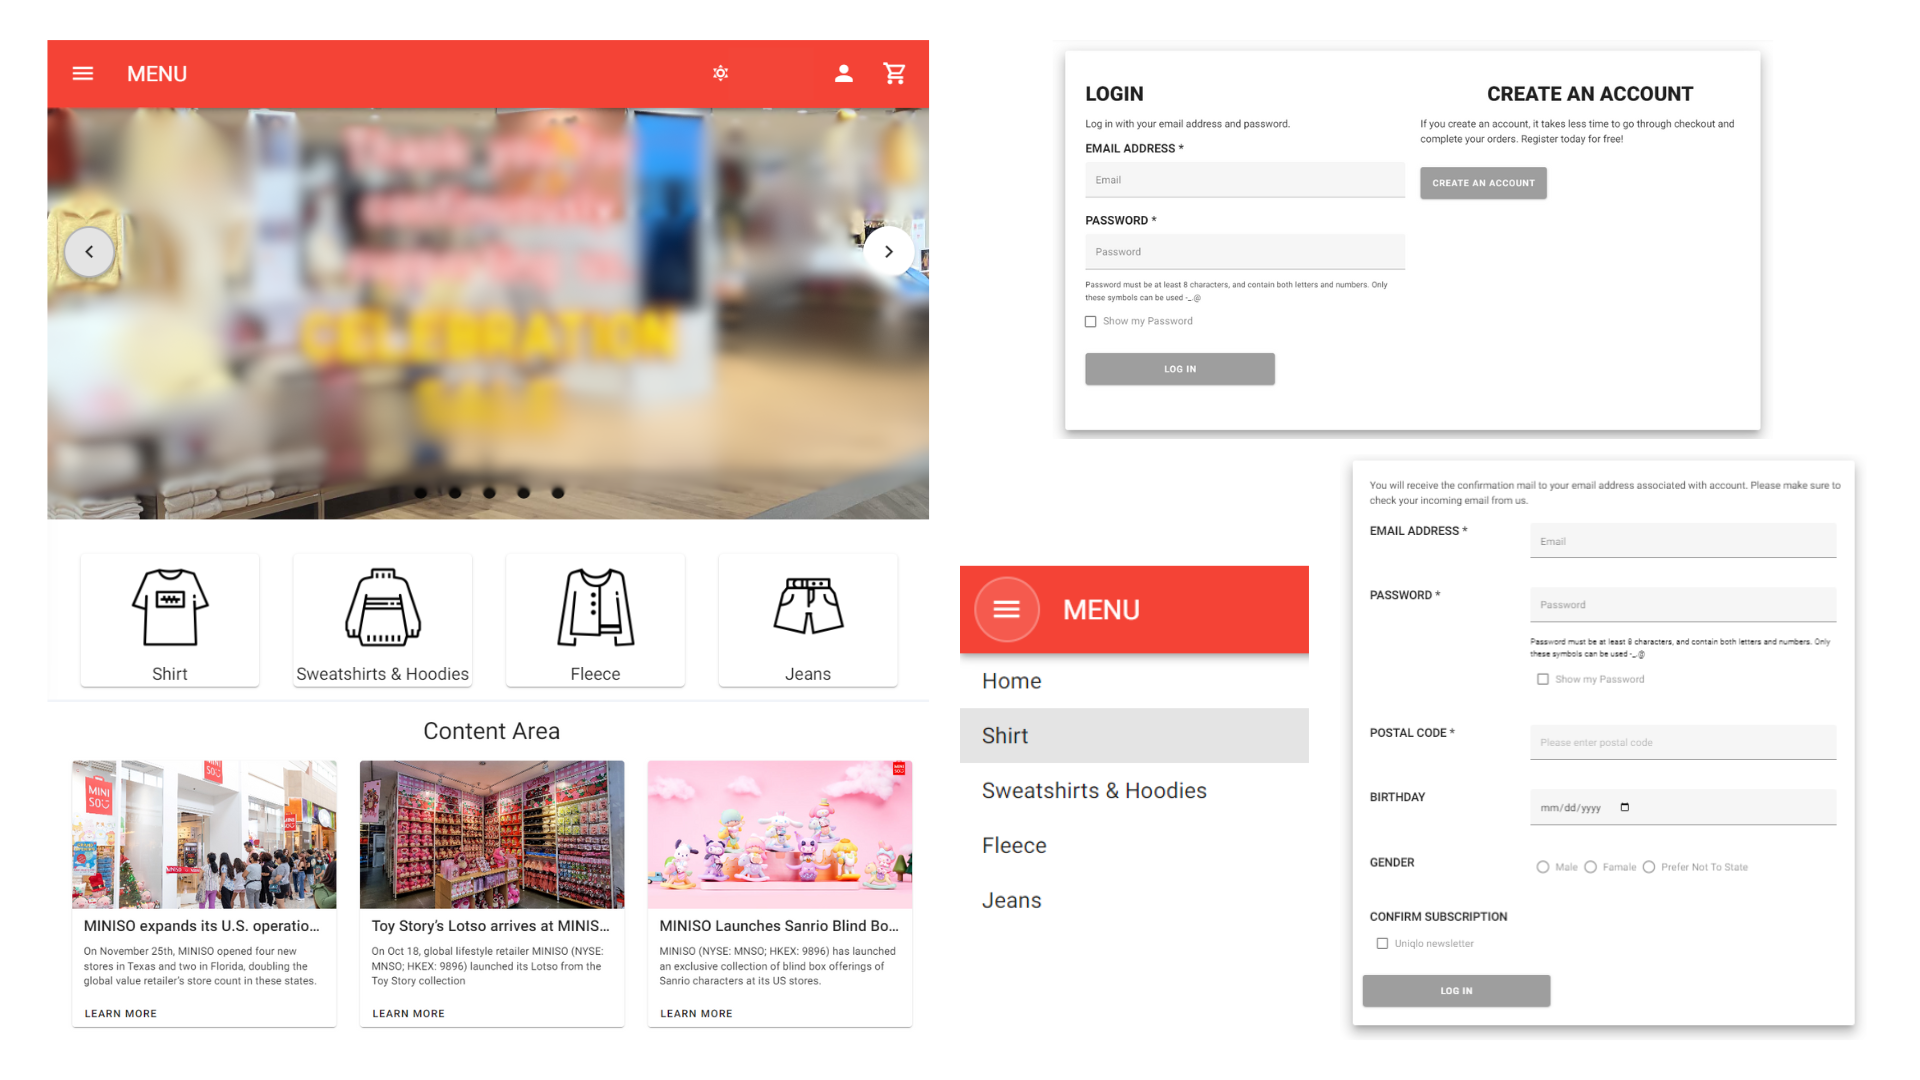 MENU
CELEBRATION
Shirt
Sweatshirts & Hoodies
Fleece
Jeans
Content Area
MINI
SO
MINISO expands its U.S. operatio...
On November 25th, MINISO opened four new
stores in Texas and two in Florida, doubling the
global value retailer's store count in these states.
LEARN MORE
Toy Story's Lotso arrives at MINIS...
On Oct 18, global lifestyle retailer MINISO (NYSE:
MNSO; HKEX: 9896) launched its Lotso from the
Toy Story collection
LEARN MORE
MINISO Launches Sanrio Blind Bo...
MINISO (NYSE: MNSO; HKEX: 9896) has launched
an exclusive collection of blind box offerings of
Sanrio characters at its US stores.
LEARN MORE
LOGIN
Log in with your email address and password.
EMAIL ADDRESS *
Email
PASSWORD *
Password
Password must be at least 8 characters, and contain both letters and numbers. Only
these symbols can be used -_.@
Show my Password
LOG IN
CREATE AN ACCOUNT
If you create an account, it takes less time to go through checkout and
complete your orders. Register today for free!
CREATE AN ACCOUNT
MENU
Home
Shirt
Sweatshirts & Hoodies
Fleece
Jeans
You will receive the confirmation mail to your email address associated with account. Please make sure to
check your incoming email from us.
EMAIL ADDRESS *
Email
PASSWORD *
Password
Password must be at least 8 characters, and contain both letters and numbers. Only
these symbols can be used -_.@
Show my Password
POSTAL CODE *
Please enter postal code
BIRTHDAY
mm/dd/yyyy
GENDER
Male Famale Prefer Not To State
CONFIRM SUBSCRIPTION
Uniqlo newsletter
LOG IN